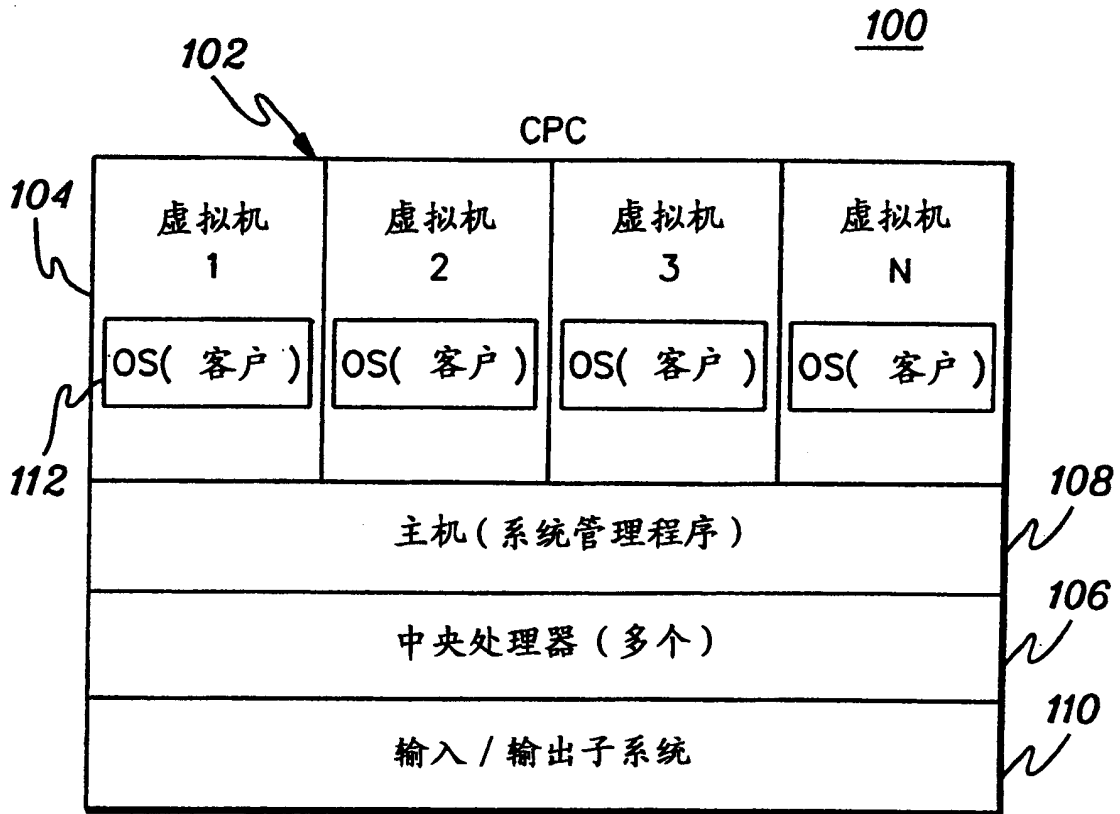 100
102
CPC
104
虚拟机
1
虚拟机
2
虚拟机
3
虚拟机
N
OS( 客户 )
OS( 客户 )
OS( 客户 )
OS( 客户 )
112
108
主机 ( 系统管理程序 )
106
中央处理器 ( 多个 )
110
输入 / 输出子系统